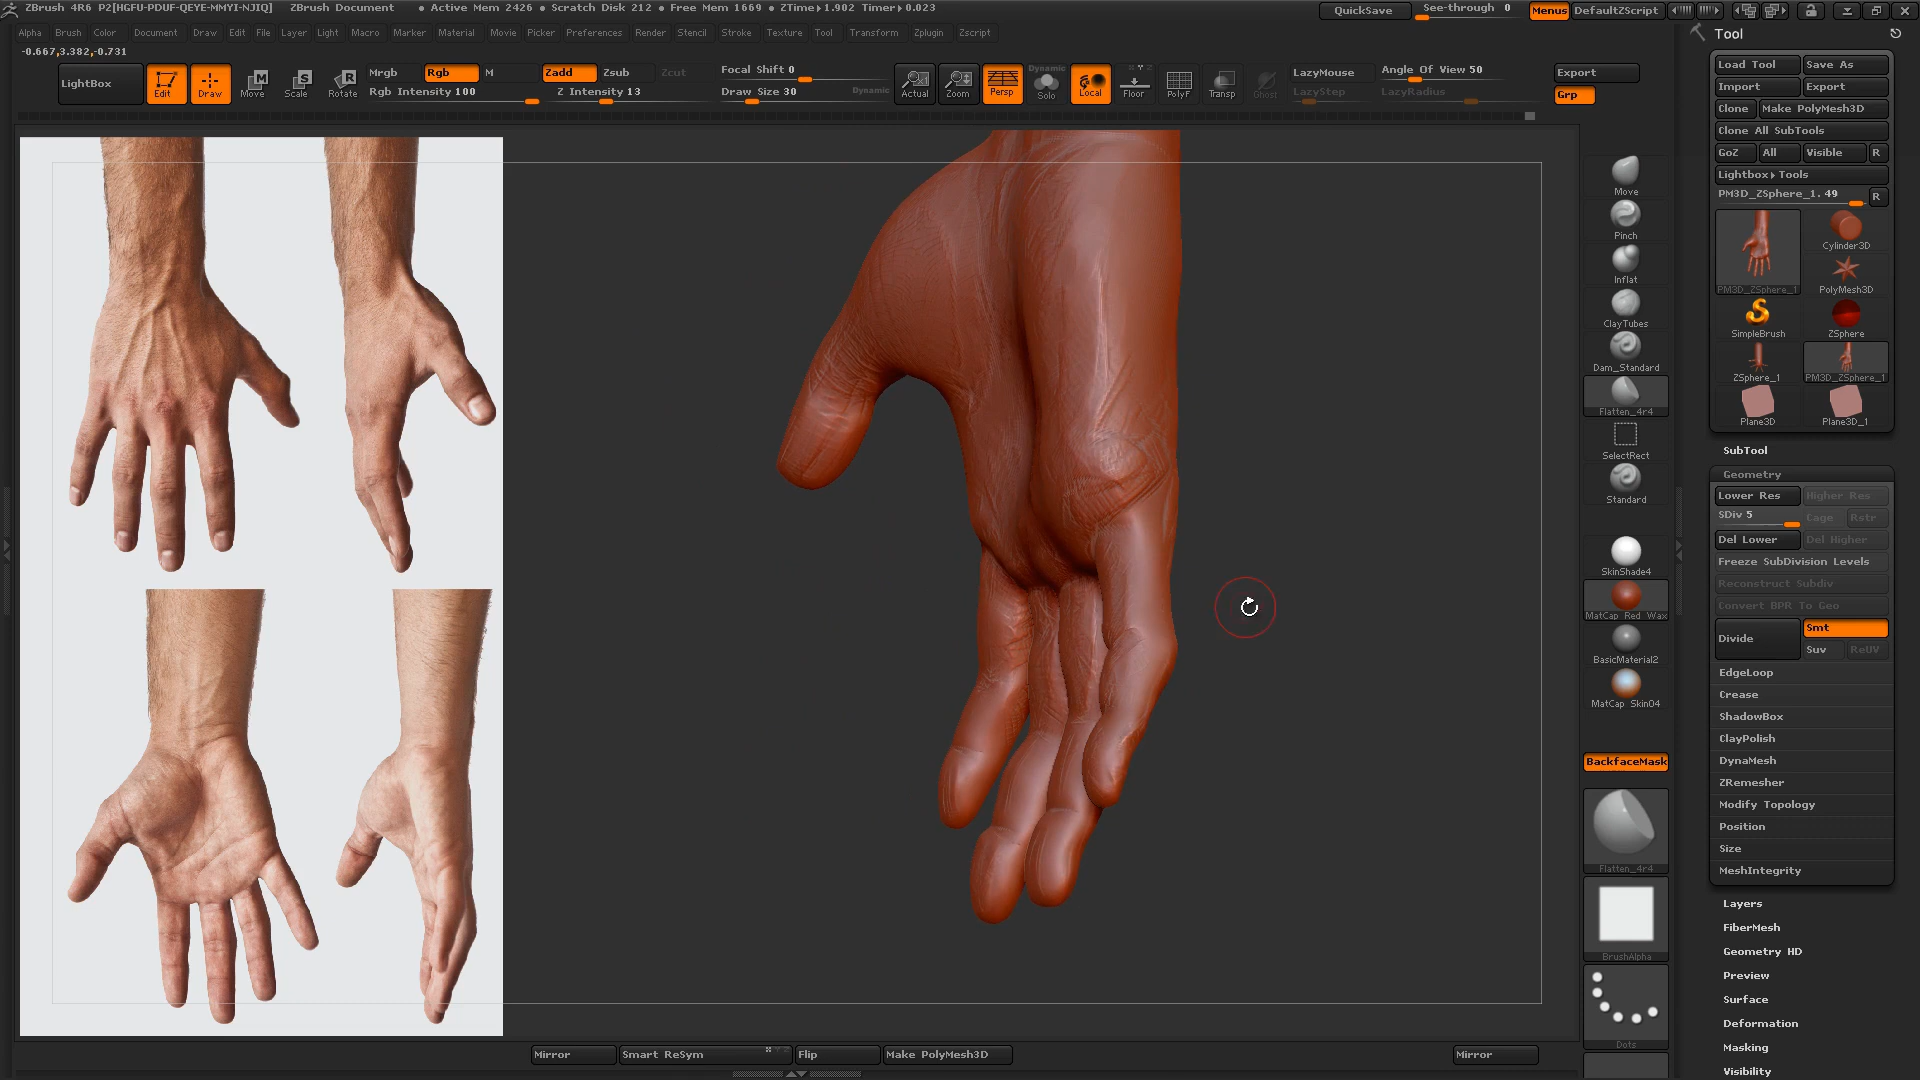 ZBrush 4R6 P2[HGFU-PDUF-QEYE-MMYI-NJIQ] ZBrush Document • Active Mem 2426 • Scratch Disk 212 • Free Mem 1669 • ZTime▸1.902 Timer▸0.023 QuickSave See-through 0 Menus DefaultZScript
Alpha Brush Color Document Draw Edit File Layer Light Macro Marker Material Movie Picker Preferences Render Stencil Stroke Texture Tool Transform Zplugin Zscript
-0.667,3.382,-0.731
LightBox
Edit
Draw
Move
Scale
Rotate
Mrgb Rgb M
Rgb Intensity 100
Zadd Zsub Zcut
Z Intensity 13
Focal Shift 0
Draw Size 30 Dynamic
Actual
Zoom
Persp
Dynamic
Solo
Local
Floor
PolyF
Transp
Ghost
LazyMouse
LazyStep
Angle Of View 50
LazyRadius
Export
Grp
Move
Pinch
Inflat
ClayTubes
Dam_Standard
Flatten_4r4
SelectRect
Standard
SkinShade4
MatCap Red Wax
BasicMaterial2
MatCap Skin04
BackfaceMask
Flatten_4r4
BrushAlpha
Dots
Tool
Load Tool Save As
Import Export
Clone Make PolyMesh3D
Clone All SubTools
GoZ All Visible R
Lightbox▸Tools
PM3D_ZSphere_1. 49 R
PM3D_ZSphere_1
Cylinder3D
PolyMesh3D
SimpleBrush
ZSphere
ZSphere_1
PM3D_ZSphere_1
Plane3D
Plane3D_1
SubTool
Geometry
Lower Res Higher Res
SDiv 5 Cage Rstr
Del Lower Del Higher
Freeze SubDivision Levels
Reconstruct Subdiv
Convert BPR To Geo
Divide Smt
Suv ReUV
EdgeLoop
Crease
ShadowBox
ClayPolish
DynaMesh
ZRemesher
Modify Topology
Position
Size
MeshIntegrity
Layers
FiberMesh
Geometry HD
Preview
Surface
Deformation
Masking
Visibility
Mirror Smart ReSym Flip Make PolyMesh3D Mirror